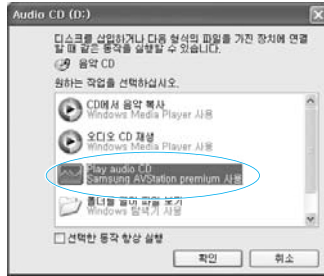 Audio CD (D:)
디스크를 삽입하거나 다음 형식의 파일을 가진 장치에 연결
할 때 같은 동작을 실행할 수 있습니다.
음악 CD
원하는 작업을 선택하십시오.
CD에서 음악 복사
Windows Media Player 사용
오디오 CD 재생
Windows Media Player 사용
Play audio CD
Samsung AVStation premium 사용
폴더를 열어 파일 보기
Windows 탐색기 사용
선택한 동작 항상 실행
확인
취소